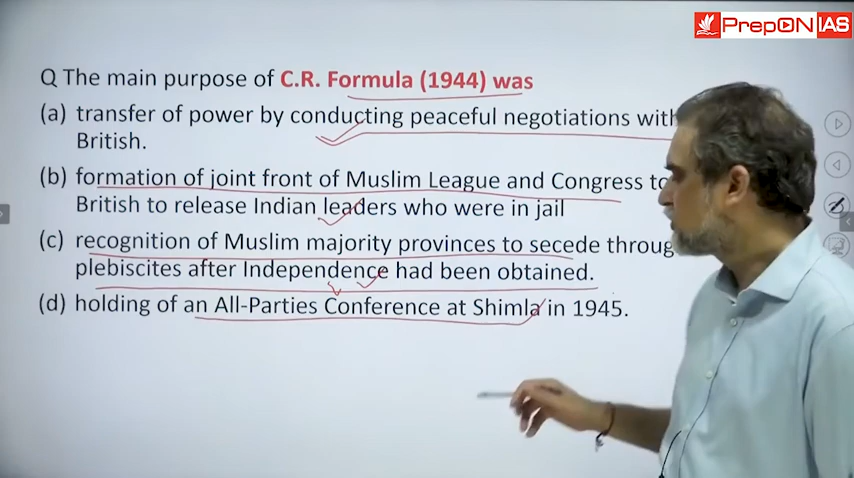 PrepON IAS
Q The main purpose of C.R. Formula (1944) was
(a) transfer of power by conducting peaceful negotiations with
British.
(b) formation of joint front of Muslim League and Congress to
British to release Indian leaders who were in jail
(c) recognition of Muslim majority provinces to secede throug
plebiscites after Independence had been obtained.
(d) holding of an All-Parties Conference at Shimla in 1945.